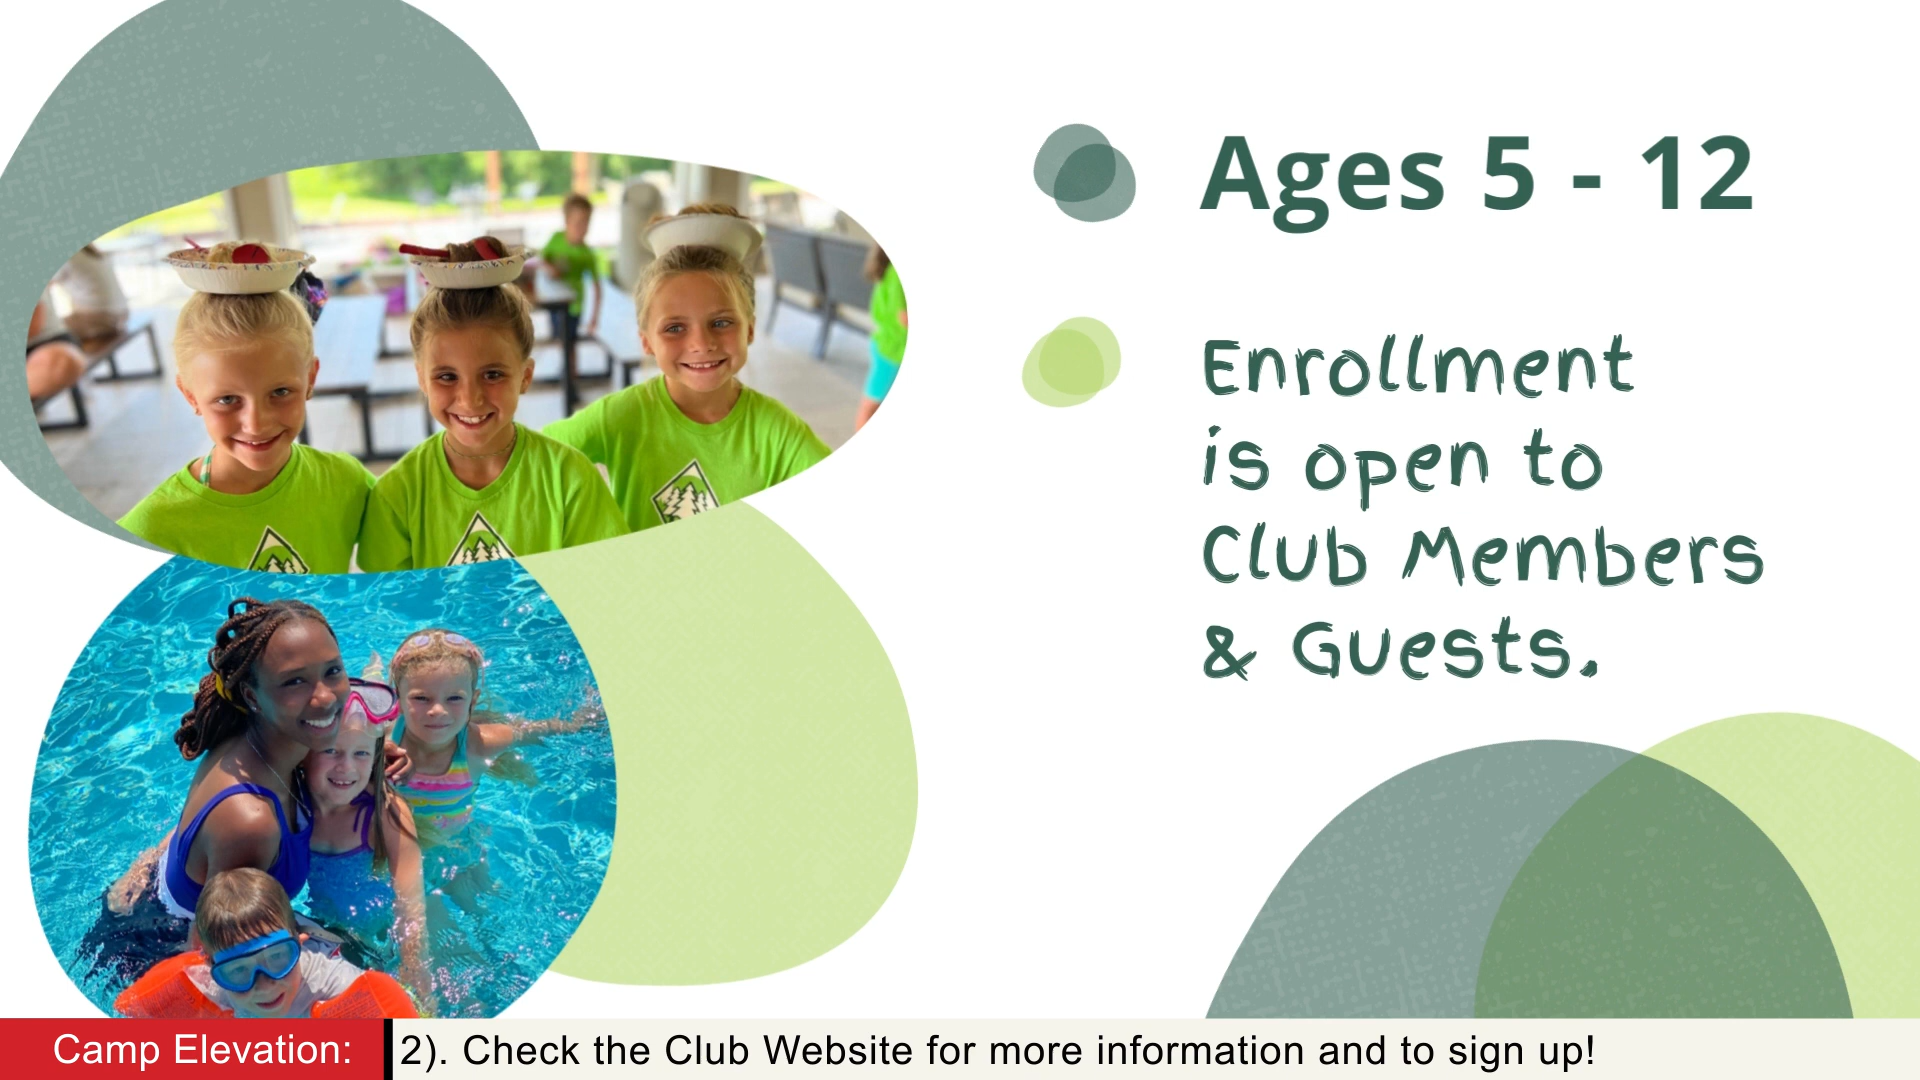 Ages 5 - 12
Enrollment
is open to
Club Members
& Guests.
Camp Elevation: 2). Check the Club Website for more information and to sign up!